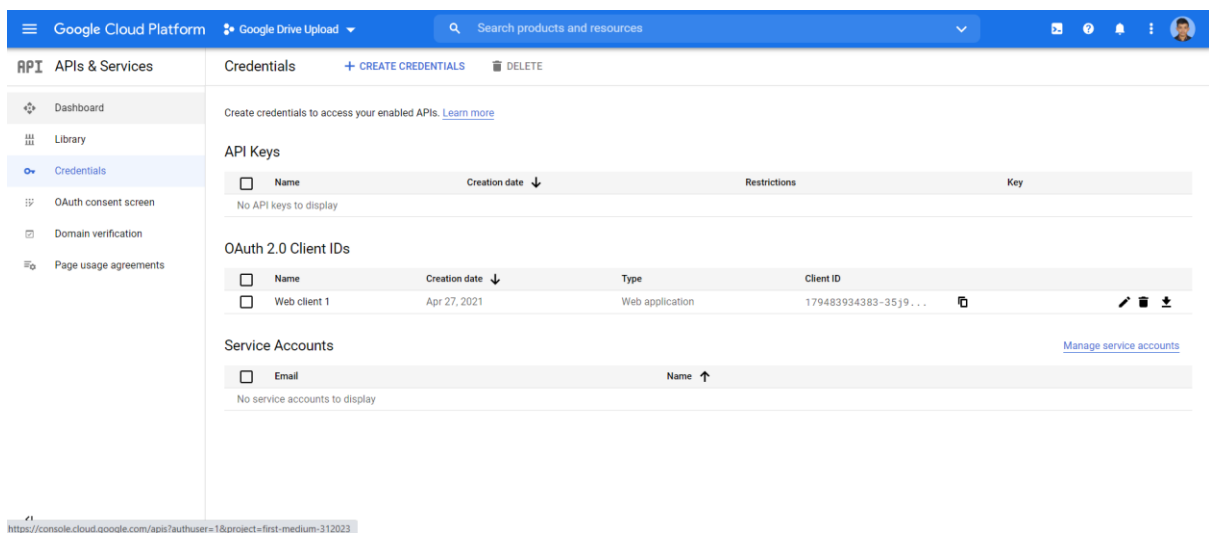 Google Cloud Platform Google Drive Upload Search products and resources
API APIs & Services Credentials + CREATE CREDENTIALS DELETE
Dashboard
Library
Credentials
OAuth consent screen
Domain verification
Page usage agreements
Create credentials to access your enabled APIs. Learn more
API Keys
Name Creation date Restrictions Key
No API keys to display
OAuth 2.0 Client IDs
Name Creation date Type Client ID
Web client 1 Apr 27, 2021 Web application 179483934383-35j9...
Service Accounts Manage service accounts
Email Name
No service accounts to display
https://console.cloud.google.com/apis?authuser=1&project=first-medium-312023